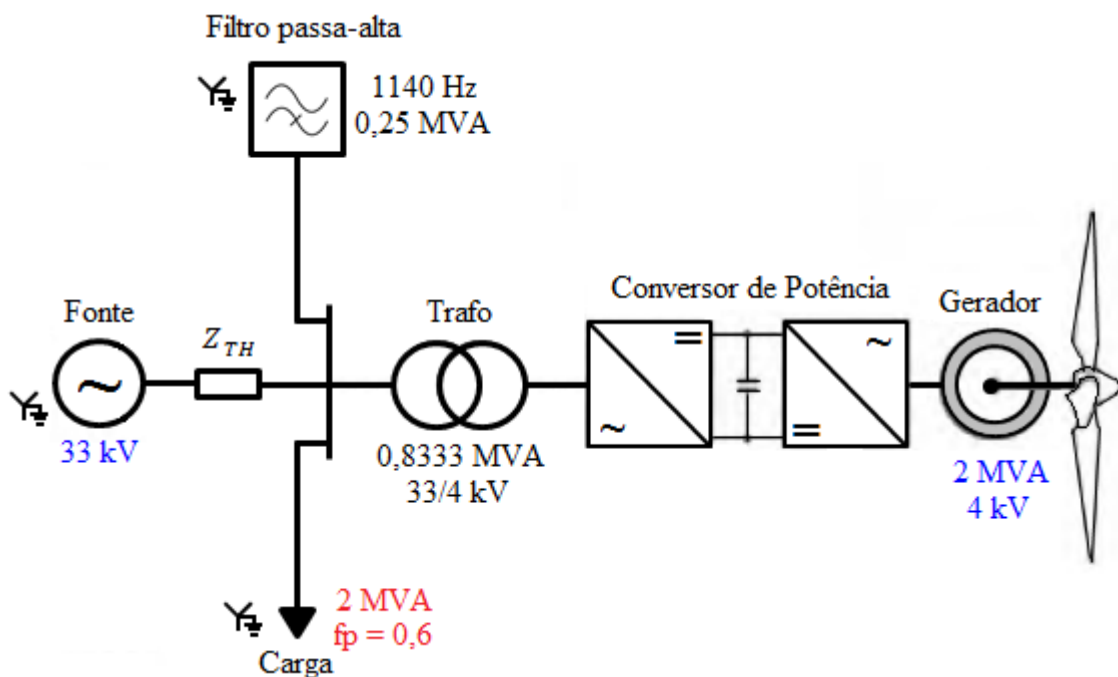 Filtro passa-alta
1140 Hz
0,25 MVA
Fonte
Z_TH
33 kV
Trafo
0,8333 MVA
33/4 kV
Conversor de Potência
Gerador
2 MVA
4 kV
2 MVA
fp = 0,6
Carga